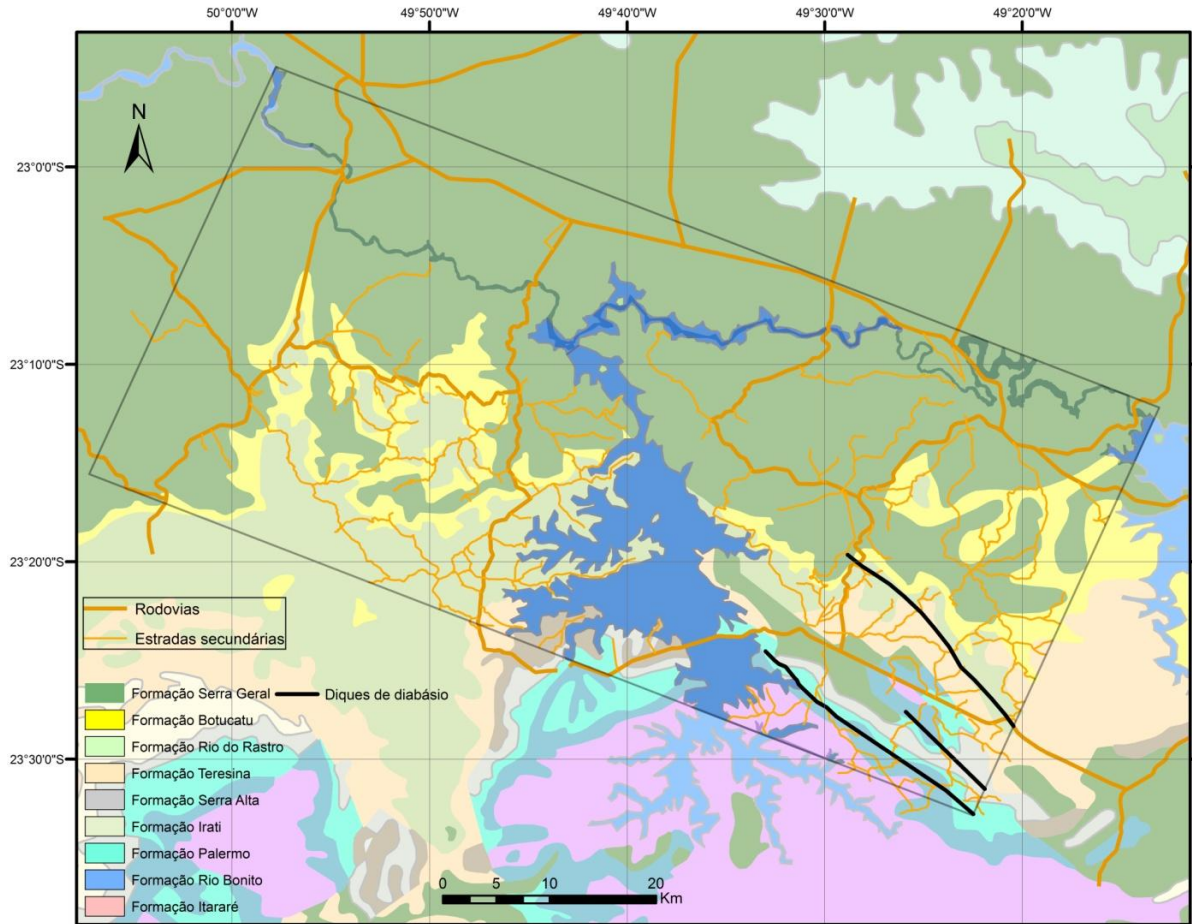 50°0'0"W 49°50'0"W 49°40'0"W 49°30'0"W 49°20'0"W
N
23°0'0"S
23°10'0"S
23°20'0"S
23°30'0"S
Rodovias
Estradas secundárias
Formação Serra Geral Diques de diabásio
Formação Botucatu
Formação Rio do Rastro
Formação Teresina
Formação Serra Alta
Formação Irati
Formação Palermo
Formação Rio Bonito
Formação Itararé
0 5 10 20
Km